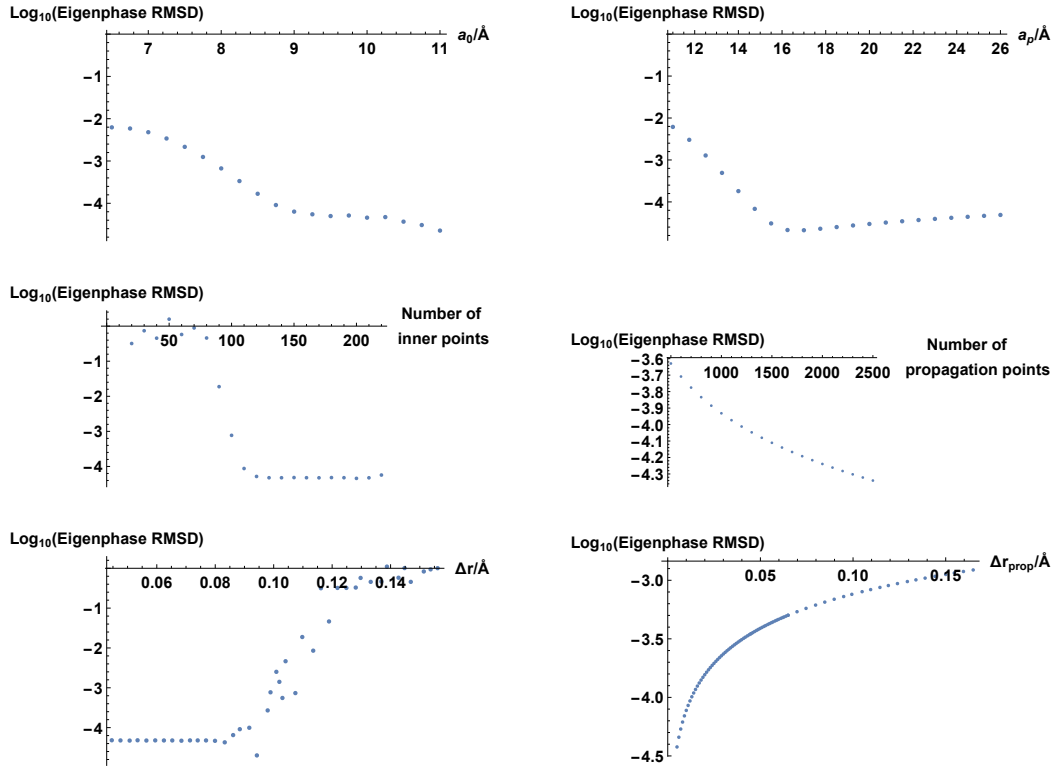 Log₁₀(Eigenphase RMSD)
a₀/Å
7 8 9 10 11
−1
−2
−3
−4
Log₁₀(Eigenphase RMSD)
aₚ/Å
12 14 16 18 20 22 24 26
−1
−2
−3
−4
Log₁₀(Eigenphase RMSD)
Number of
inner points
50 100 150 200
−1
−2
−3
−4
Log₁₀(Eigenphase RMSD)
Number of
propagation points
1000 1500 2000 2500
−3.6
−3.7
−3.8
−3.9
−4.0
−4.1
−4.2
−4.3
Log₁₀(Eigenphase RMSD)
Δr/Å
0.06 0.08 0.10 0.12 0.14
−1
−2
−3
−4
Log₁₀(Eigenphase RMSD)
Δrₚᵣₒₚ/Å
0.05 0.10 0.15
−3.0
−3.5
−4.0
−4.5